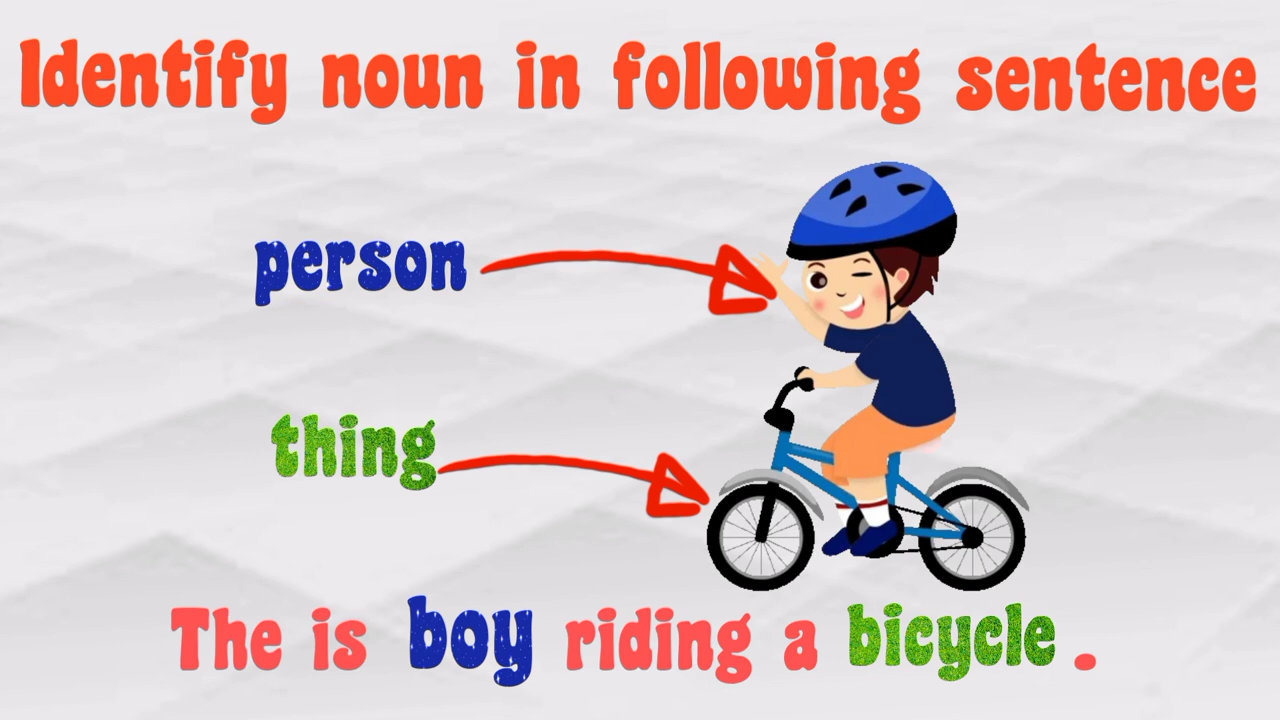 Identify noun in following sentence
person
thing
The is boy riding a bicycle .